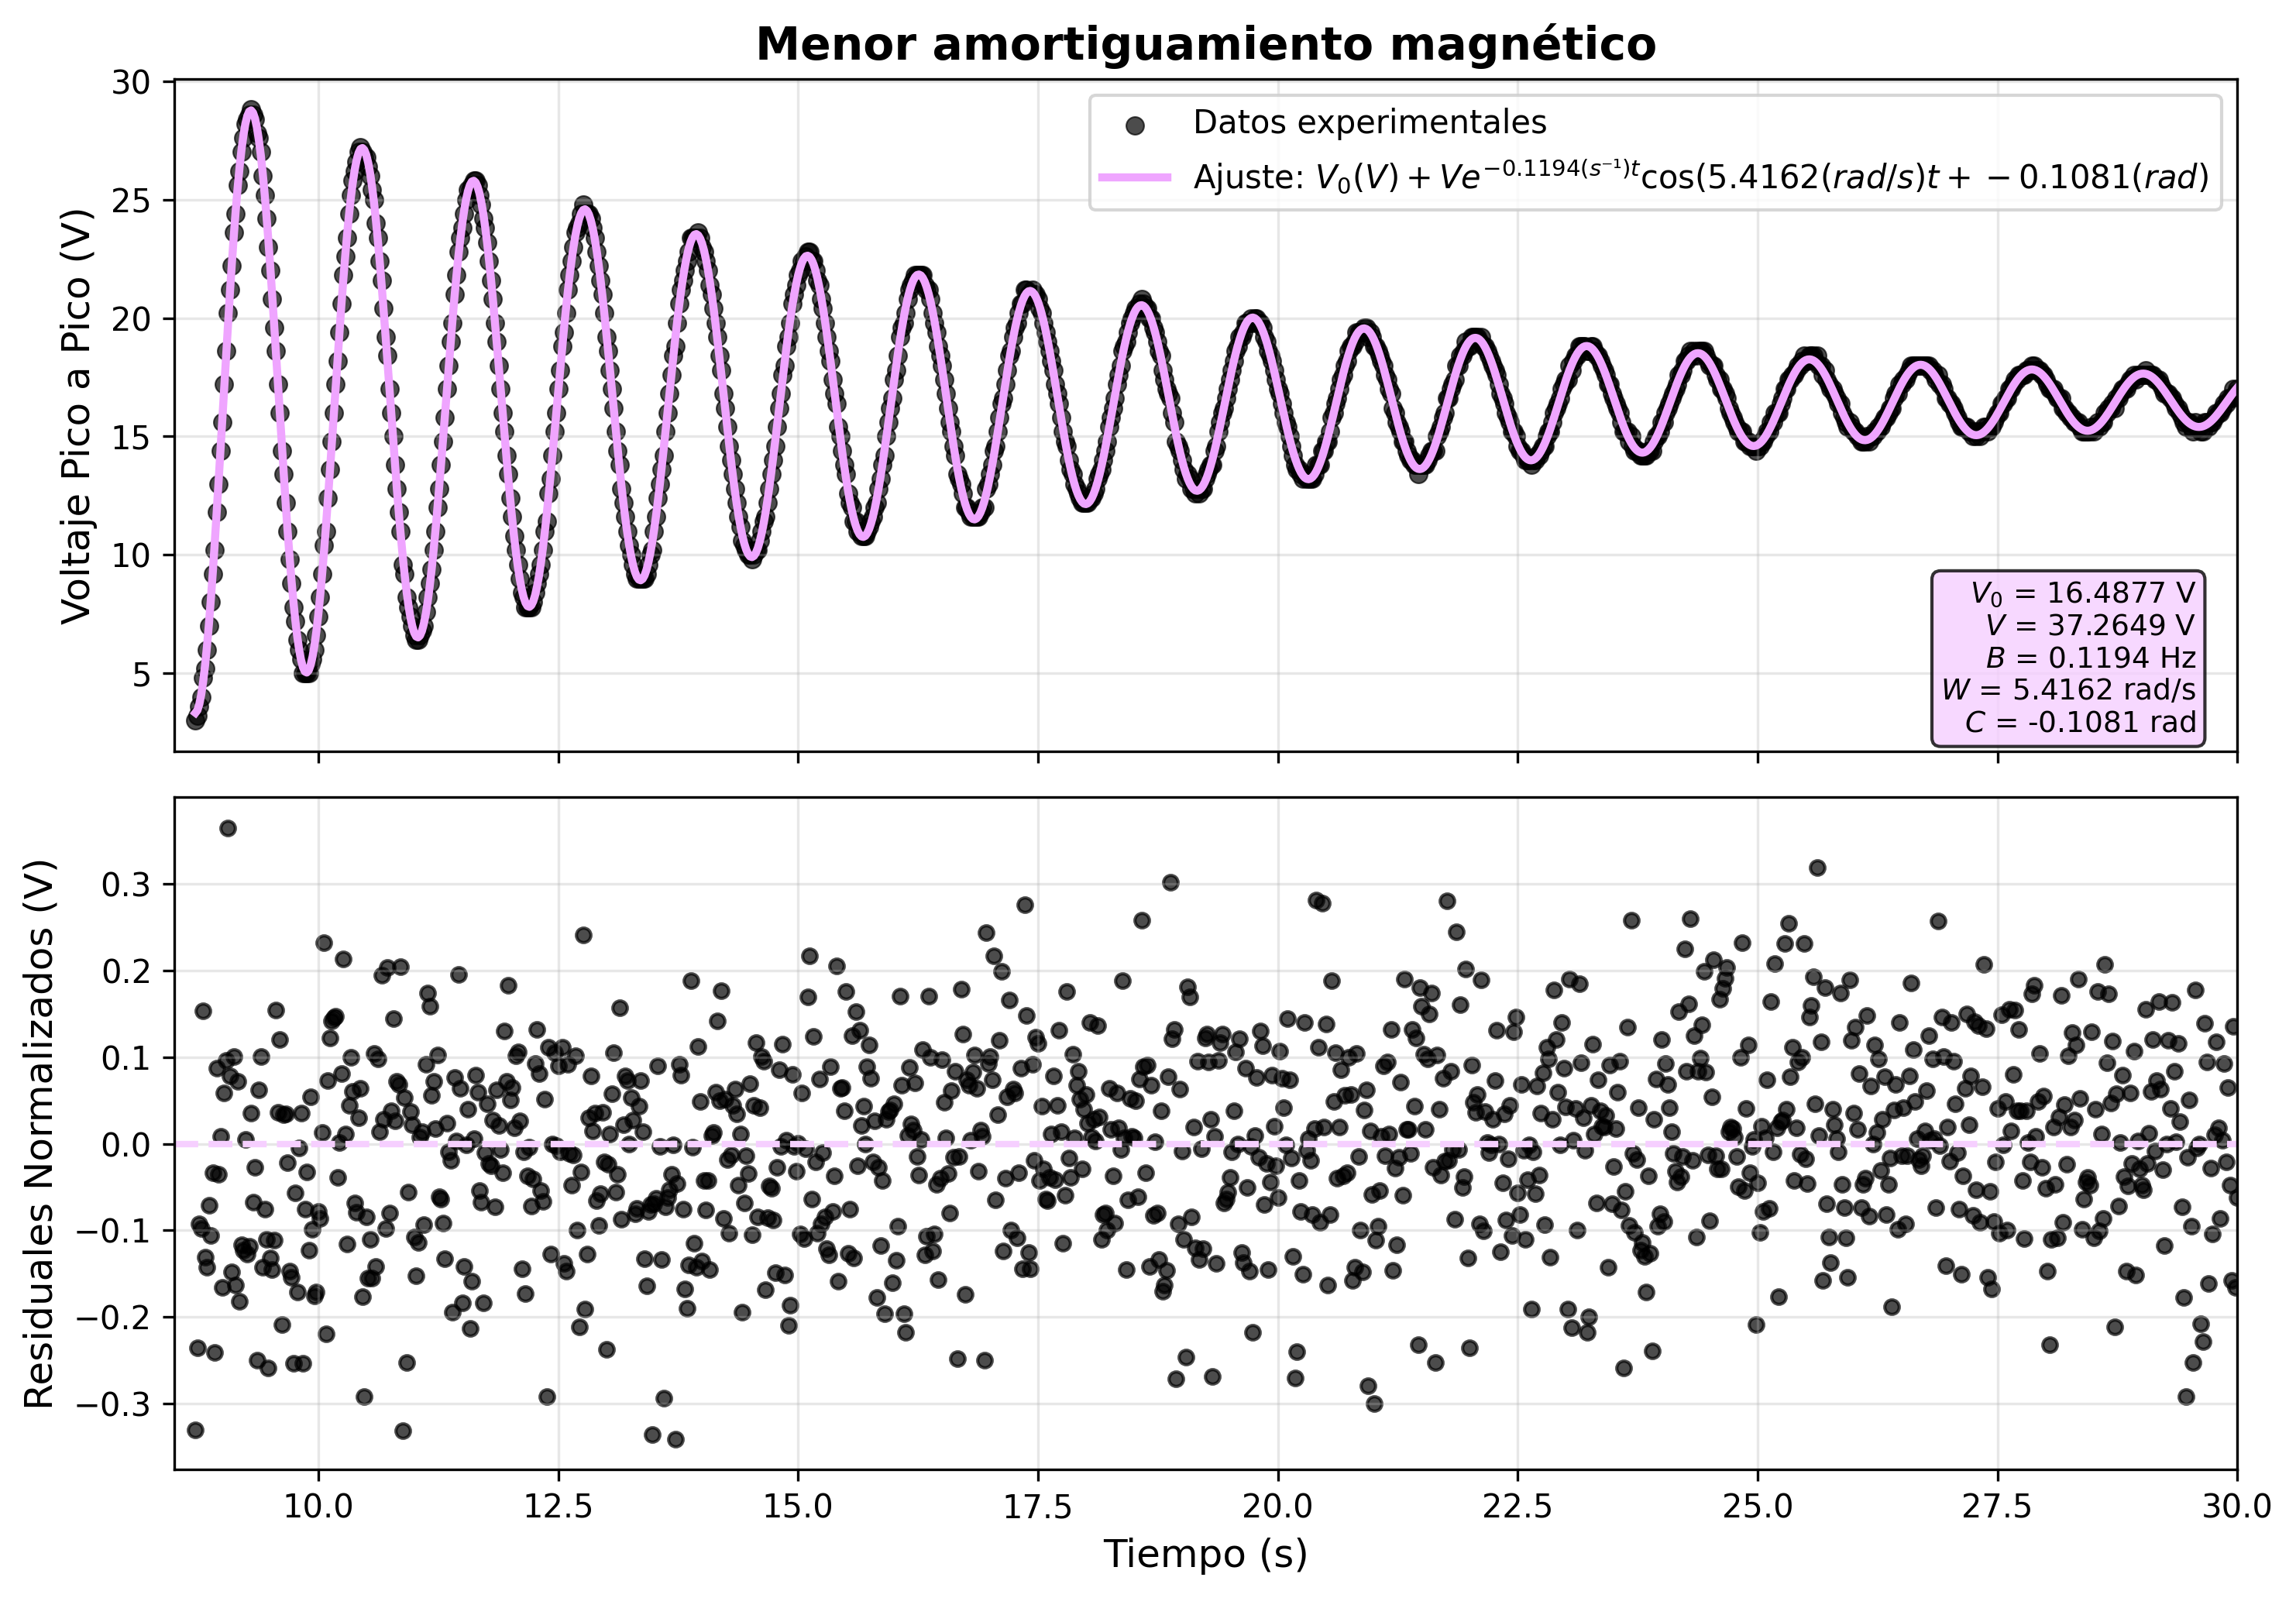 Menor amortiguamiento magnético
Voltaje Pico a Pico (V)
30
25
20
15
10
5
Datos experimentales
Ajuste: $V_0(V) + Ve^{-0.1194(s^{-1})t}\cos(5.4162(rad/s)t + -0.1081(rad)$
$V_0$ = 16.4877 V
$V$ = 37.2649 V
$B$ = 0.1194 Hz
$W$ = 5.4162 rad/s
$C$ = -0.1081 rad
Residuales Normalizados (V)
0.3
0.2
0.1
0.0
−0.1
−0.2
−0.3
10.0 12.5 15.0 17.5 20.0 22.5 25.0 27.5 30.0
Tiempo (s)